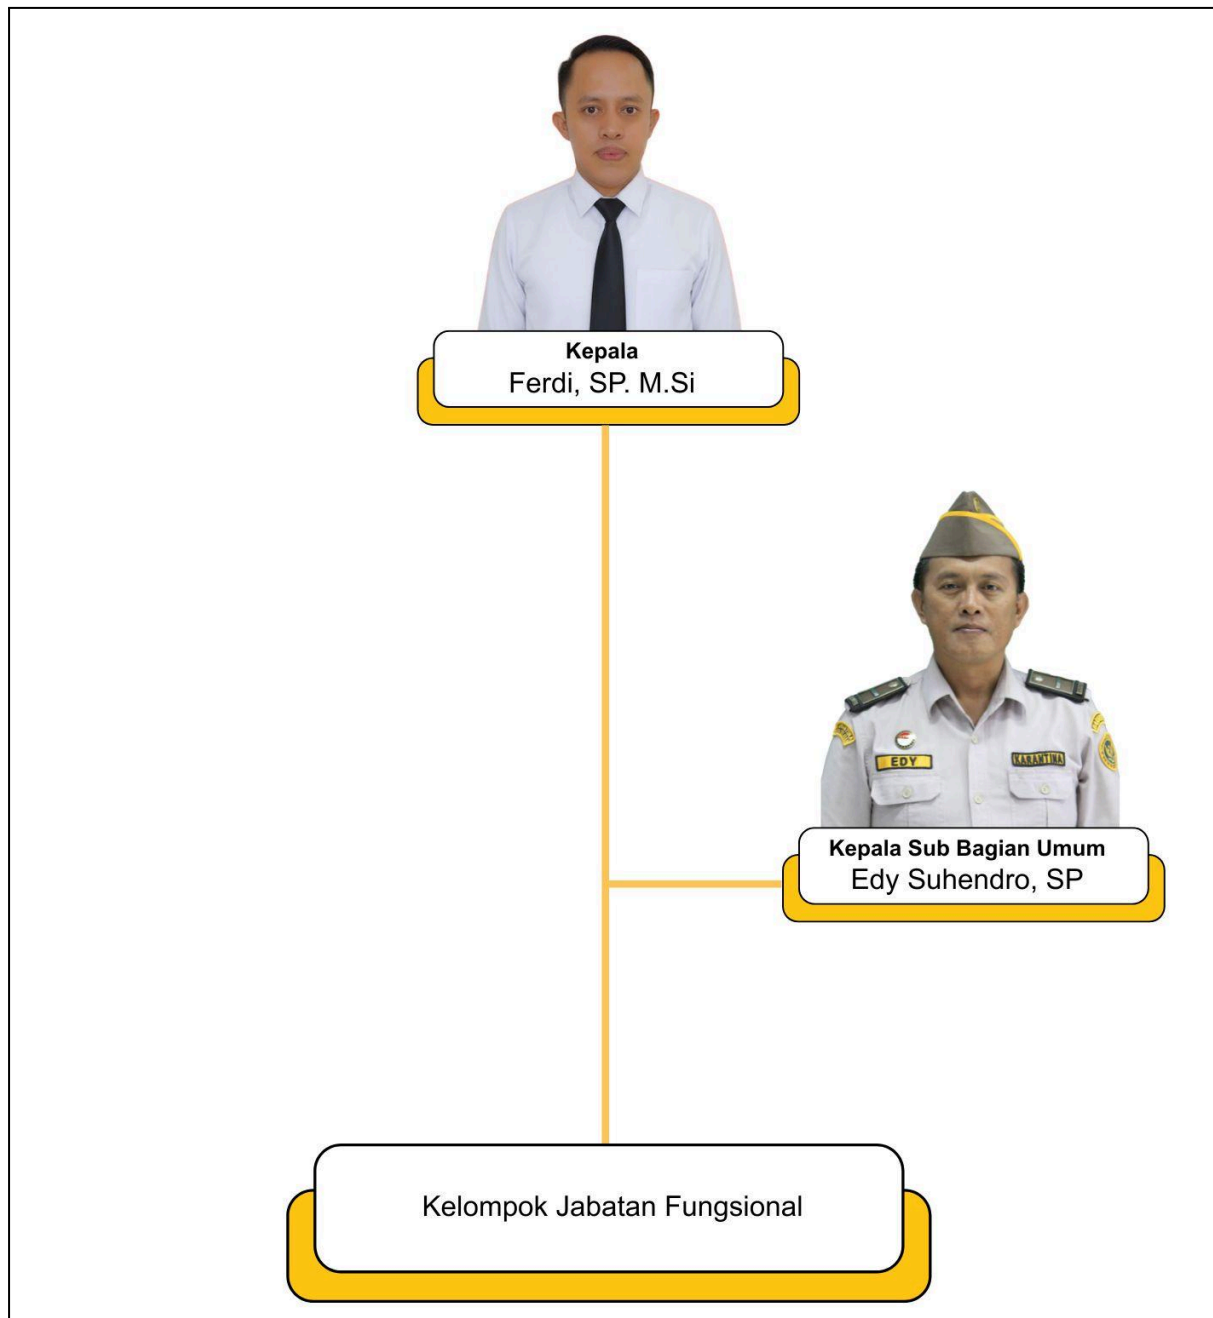 Kepala
Ferdi, SP. M.Si
EDY
KARANTINA
Kepala Sub Bagian Umum
Edy Suhendro, SP
Kelompok Jabatan Fungsional